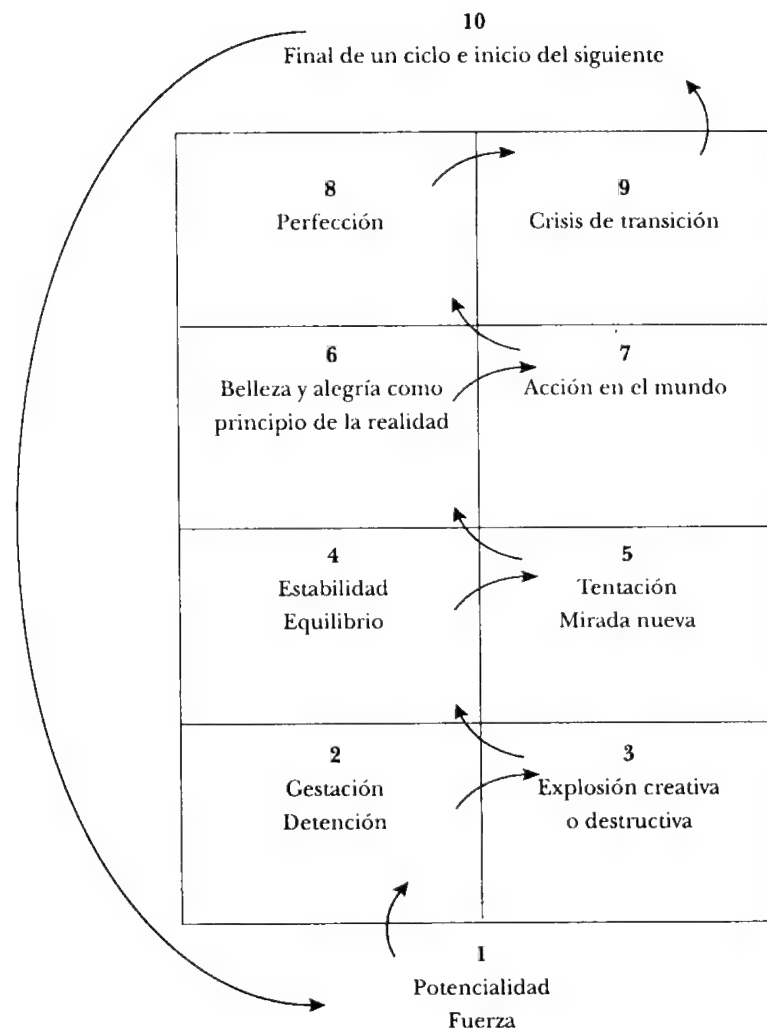 10
Final de un ciclo e inicio del siguiente
8
Perfección
9
Crisis de transición
6
Belleza y alegría como
principio de la realidad
7
Acción en el mundo
4
Estabilidad
Equilibrio
5
Tentación
Mirada nueva
2
Gestación
Detención
3
Explosión creativa
o destructiva
1
Potencialidad
Fuerza